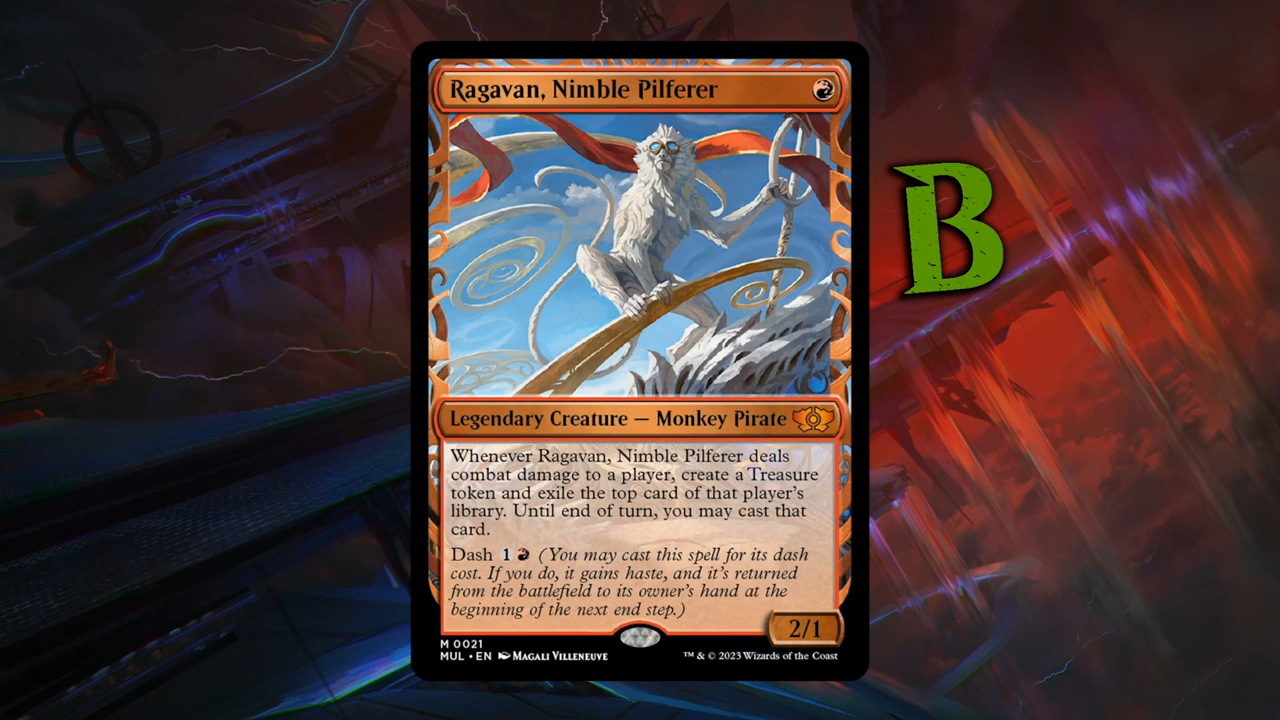 Ragavan, Nimble Pilferer
B
Legendary Creature — Monkey Pirate
Whenever Ragavan, Nimble Pilferer deals
combat damage to a player, create a Treasure
token and exile the top card of that player's
library. Until end of turn, you may cast that
card.
Dash 1 (You may cast this spell for its dash
cost. If you do, it gains haste, and it's returned
from the battlefield to its owner's hand at the
beginning of the next end step.)
2/1
M 0021
MUL • EN Magali Villeneuve
™ & © 2023 Wizards of the Coast